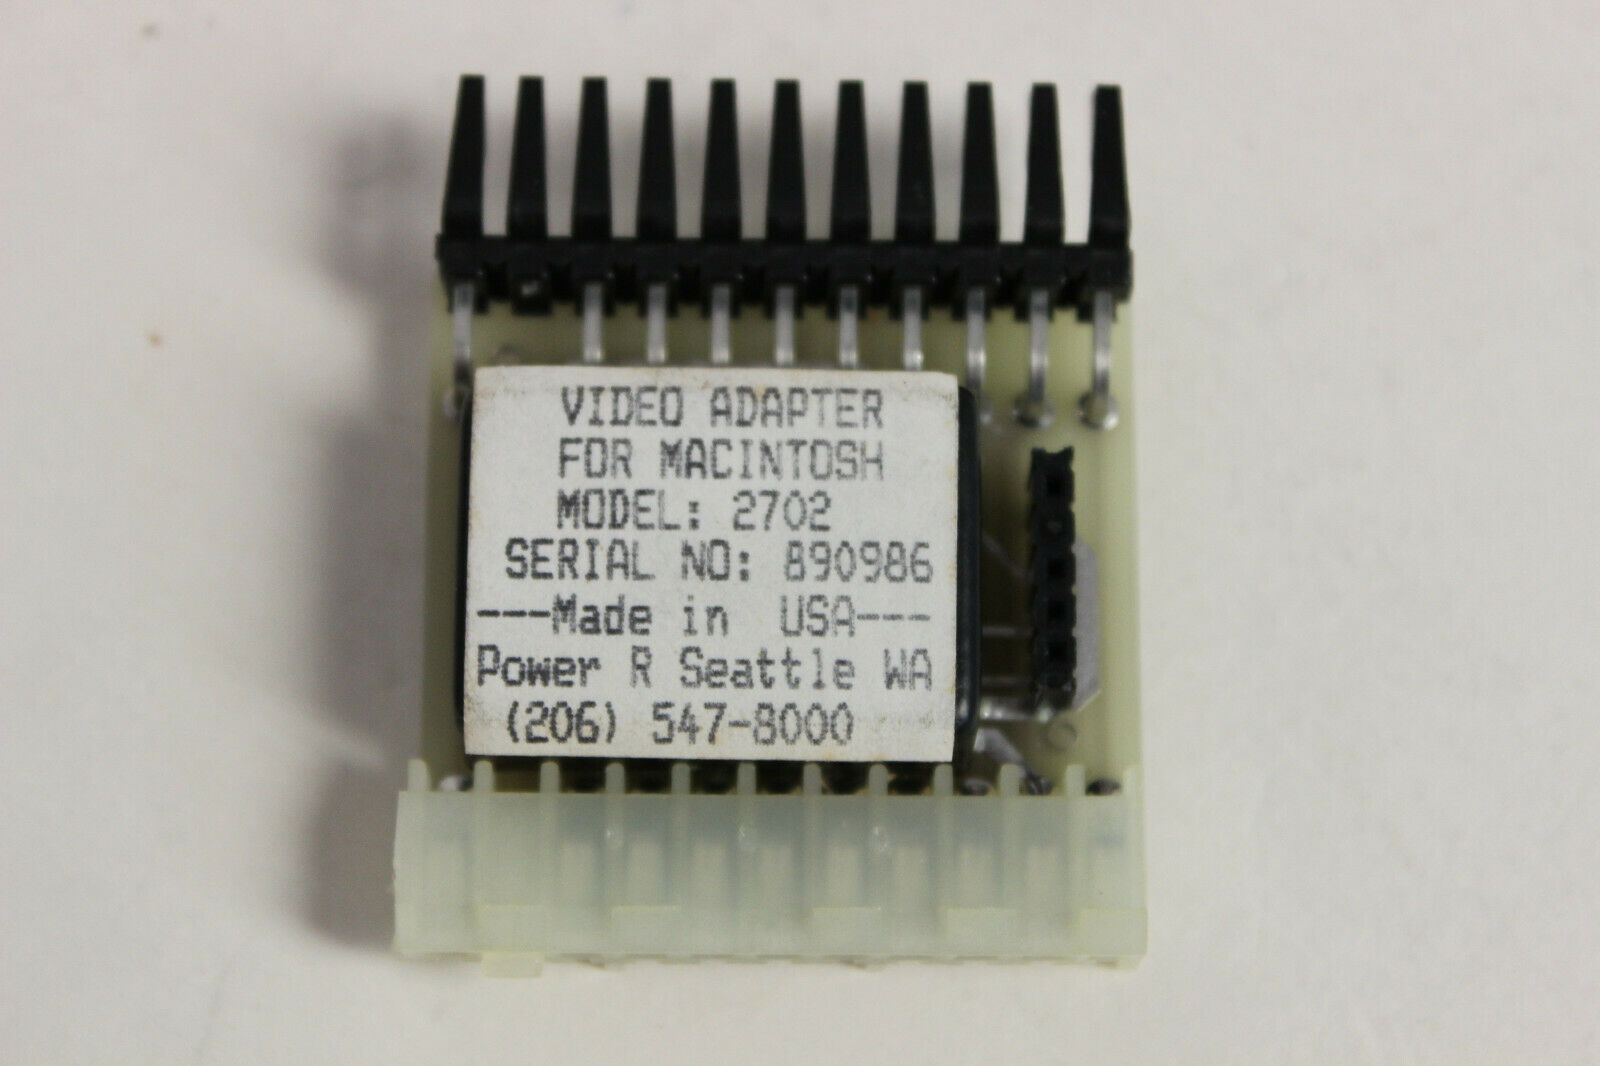 VIDEO ADAPTER
FOR MACINTOSH
MODEL: 2702
SERIAL NO: 890986
---Made in USA---
Power R Seattle WA
(206) 547-8000